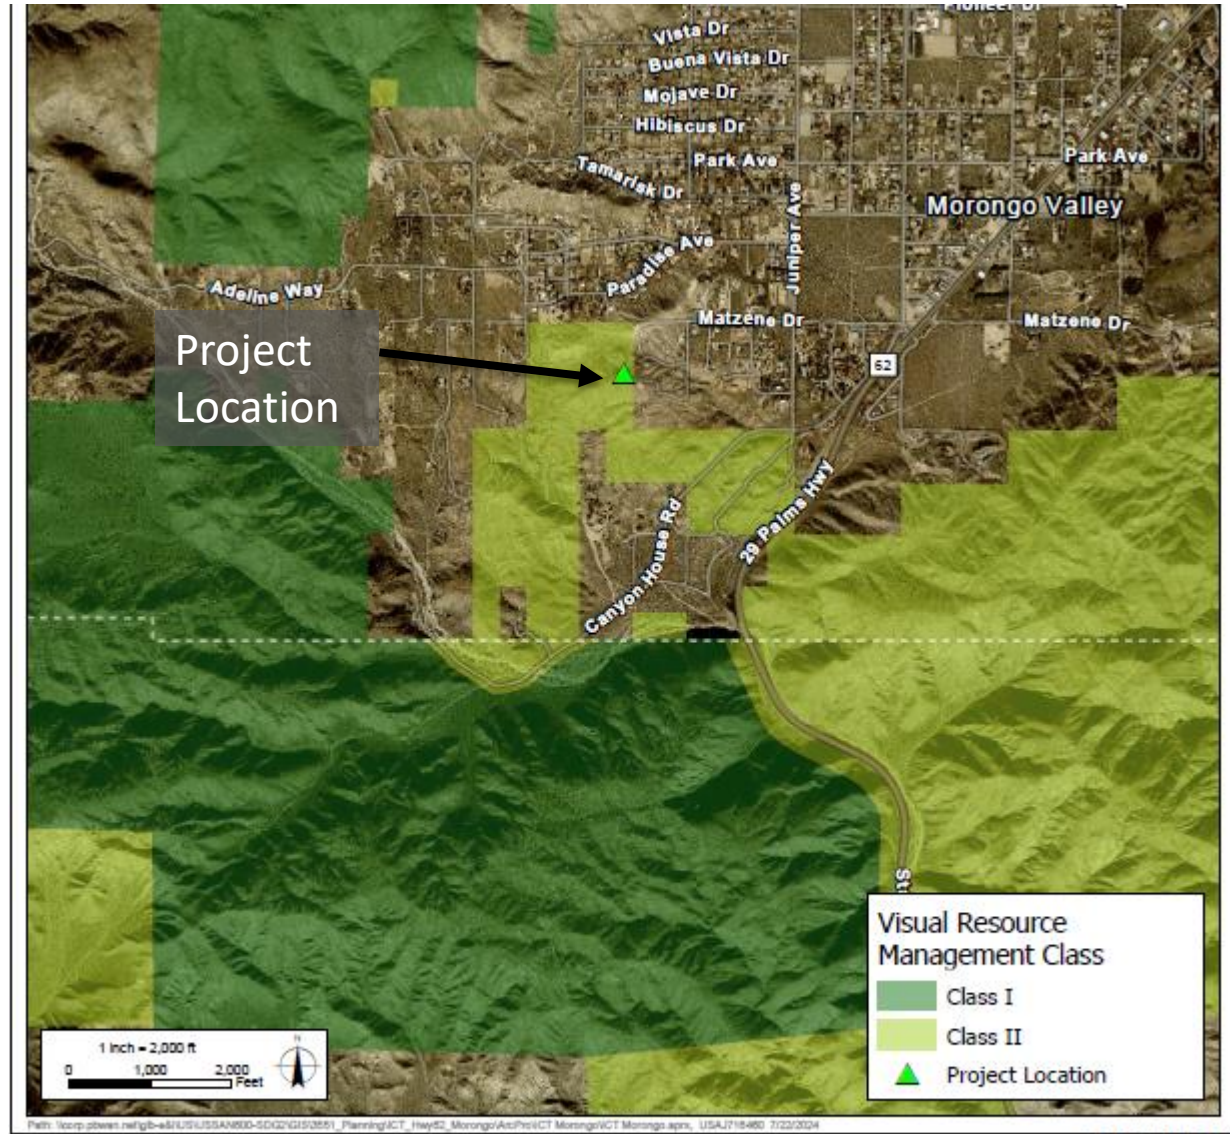 Pioneer Dr
Vista Dr
Buena Vista Dr
Mojave Dr
Hibiscus Dr
Park Ave
Park Ave
Tamarisk Dr
Juniper Ave
Morongo Valley
Paradise Ave
Adeline Way
Matzene Dr
Matzene Dr
Project
Location
62
29 Palms Hwy
Canyon House Rd
Visual Resource
Management Class
Class I
Class II
Project Location
1 inch = 2,000 ft
N
0 1,000 2,000
Feet